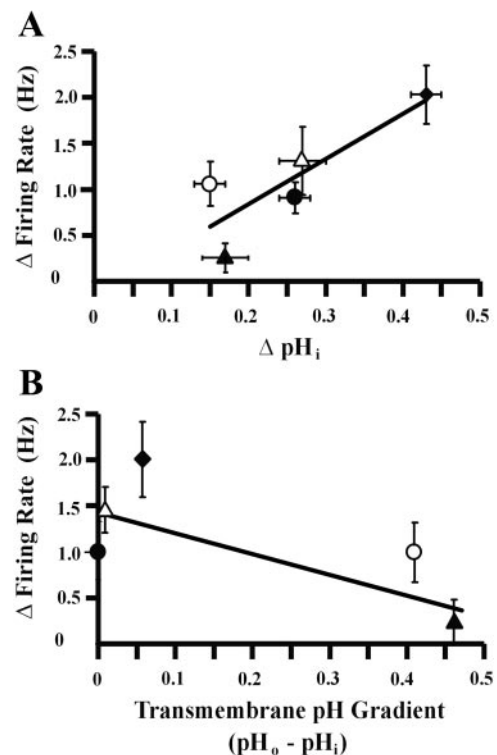 A
Δ Firing Rate (Hz)
2.5
2.0
1.5
1.0
0.5
0
0 0.1 0.2 0.3 0.4 0.5
Δ pHi
B
Δ Firing Rate (Hz)
2.5
2.0
1.5
1.0
0.5
0
0 0.1 0.2 0.3 0.4 0.5
Transmembrane pH Gradient
(pHo - pHi)